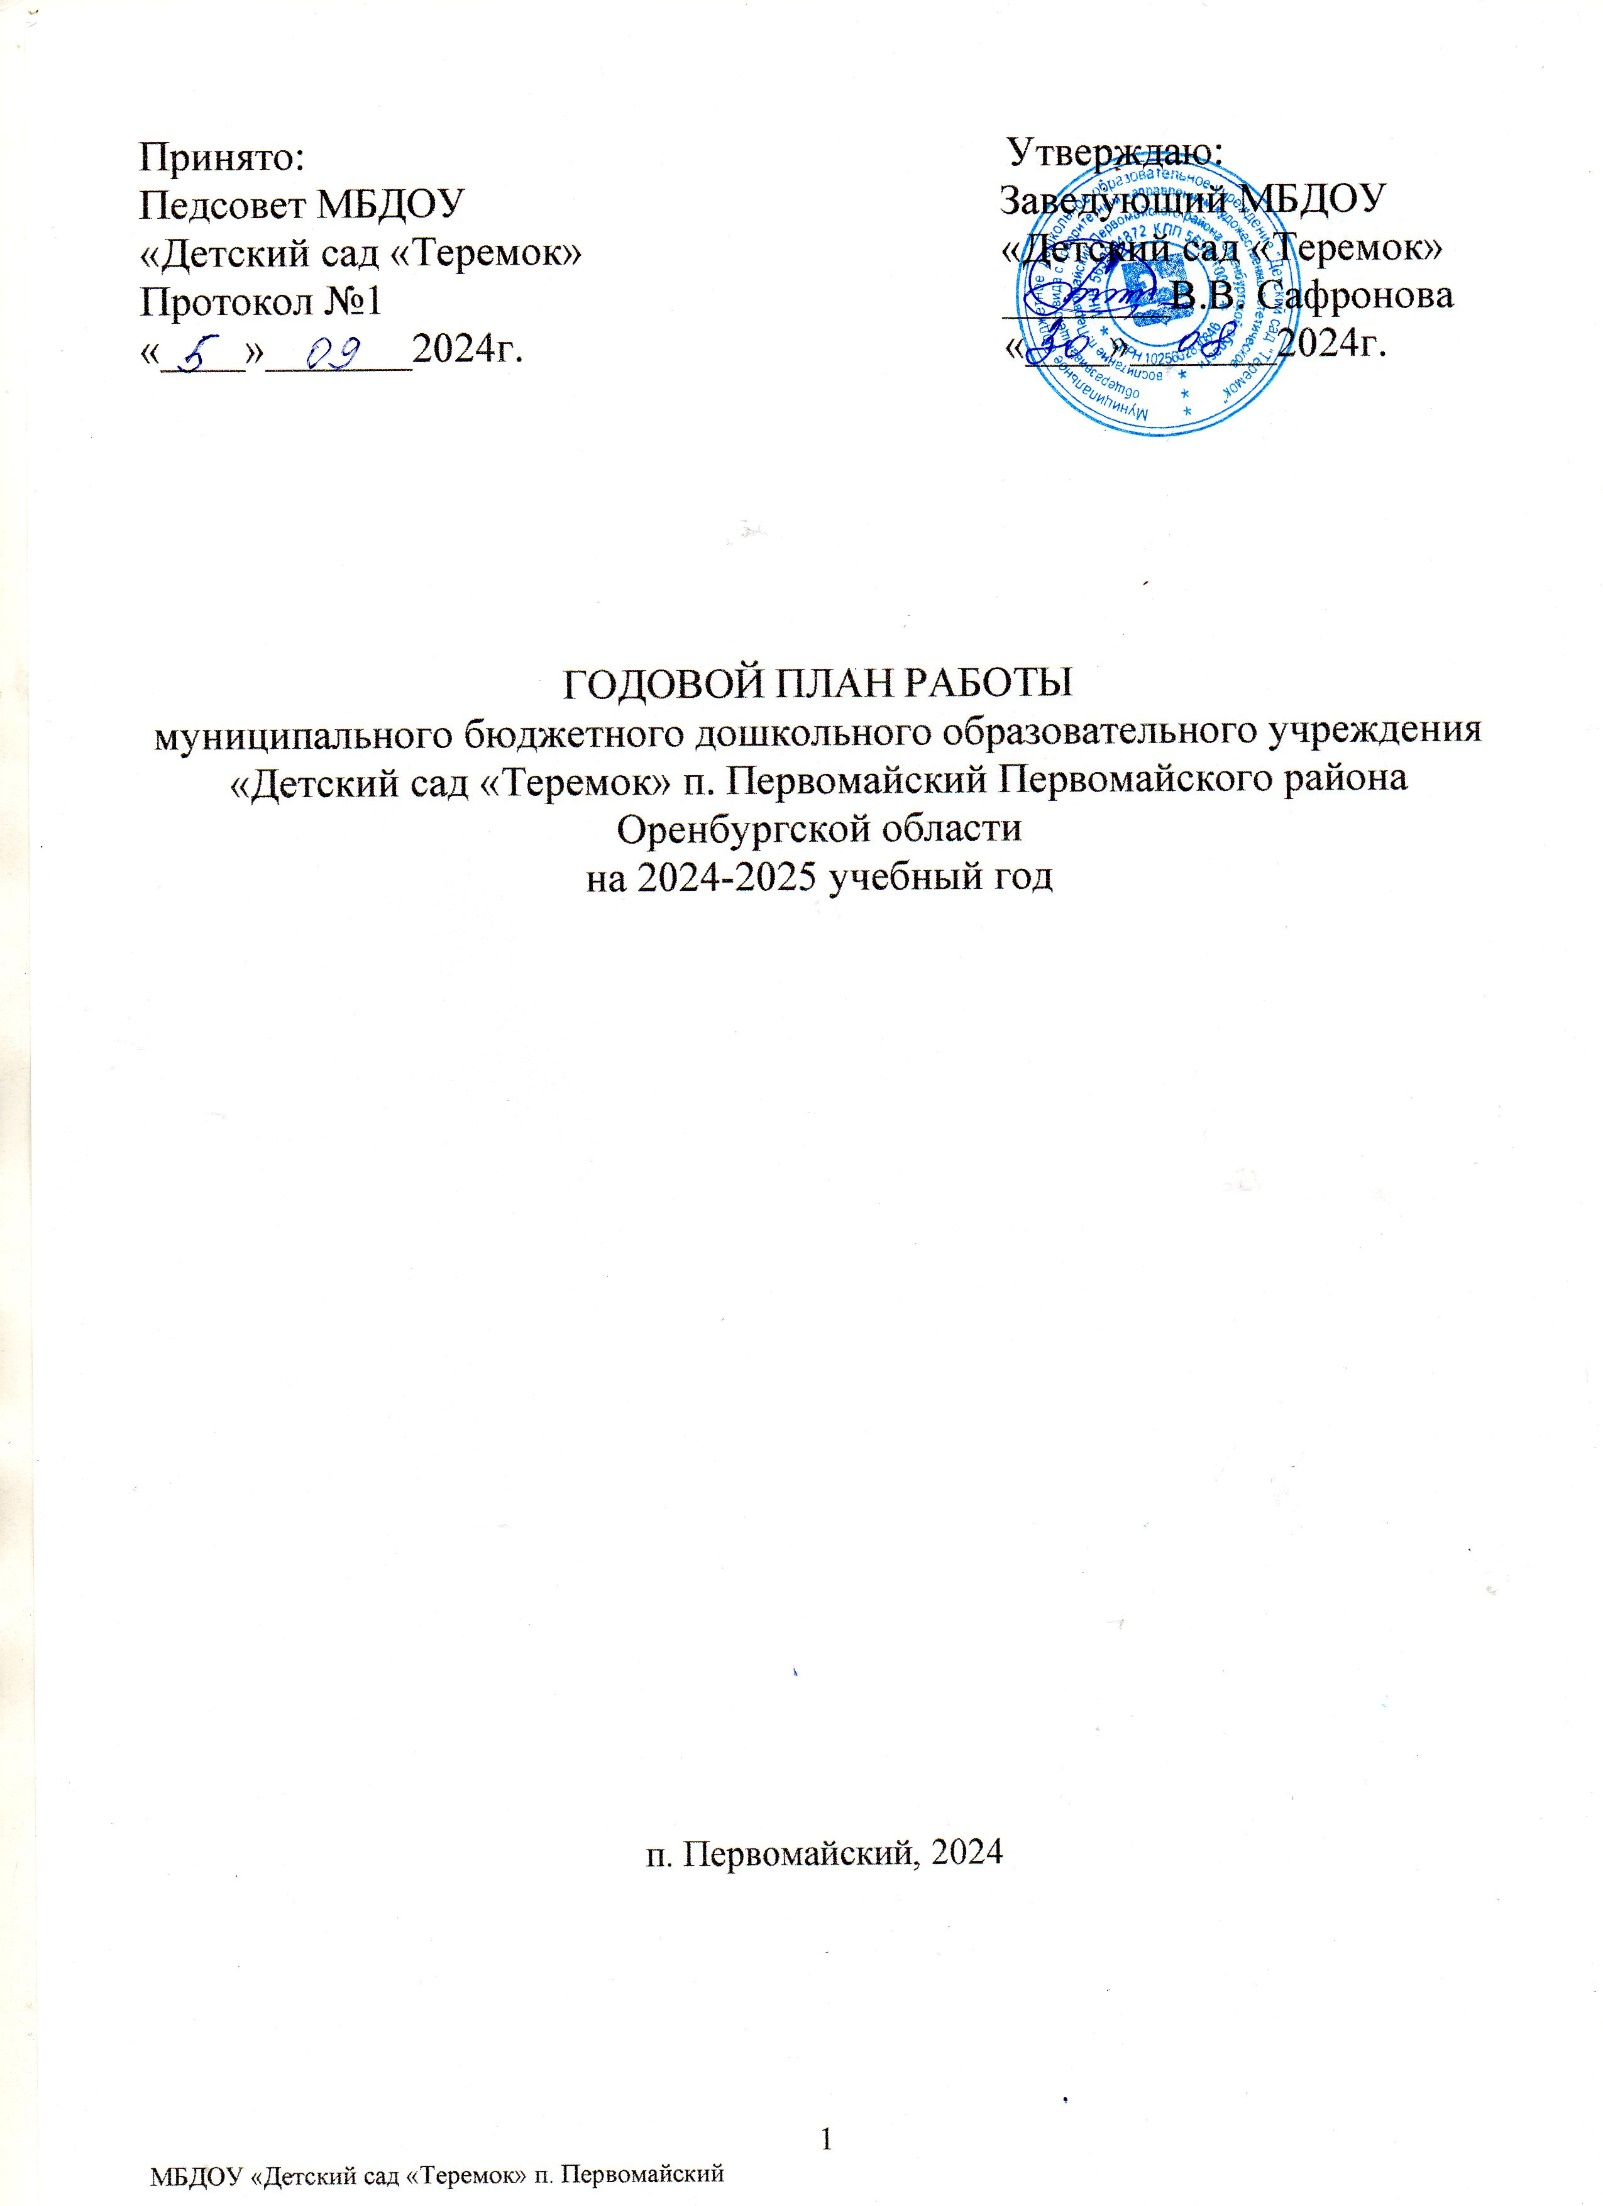 Принято:
Педсовет МБДОУ
«Детский сад «Теремок»
Протокол №1
«5» 09 2024г.
Утверждаю:
Заведующий МБДОУ
«Детский сад «Теремок»
В.В. Сафронова
«30» 08 2024г.
ГОДОВОЙ ПЛАН РАБОТЫ
муниципального бюджетного дошкольного образовательного учреждения
«Детский сад «Теремок» п. Первомайский Первомайского района
Оренбургской области
на 2024-2025 учебный год
п. Первомайский, 2024
1
МБДОУ «Детский сад «Теремок» п. Первомайский